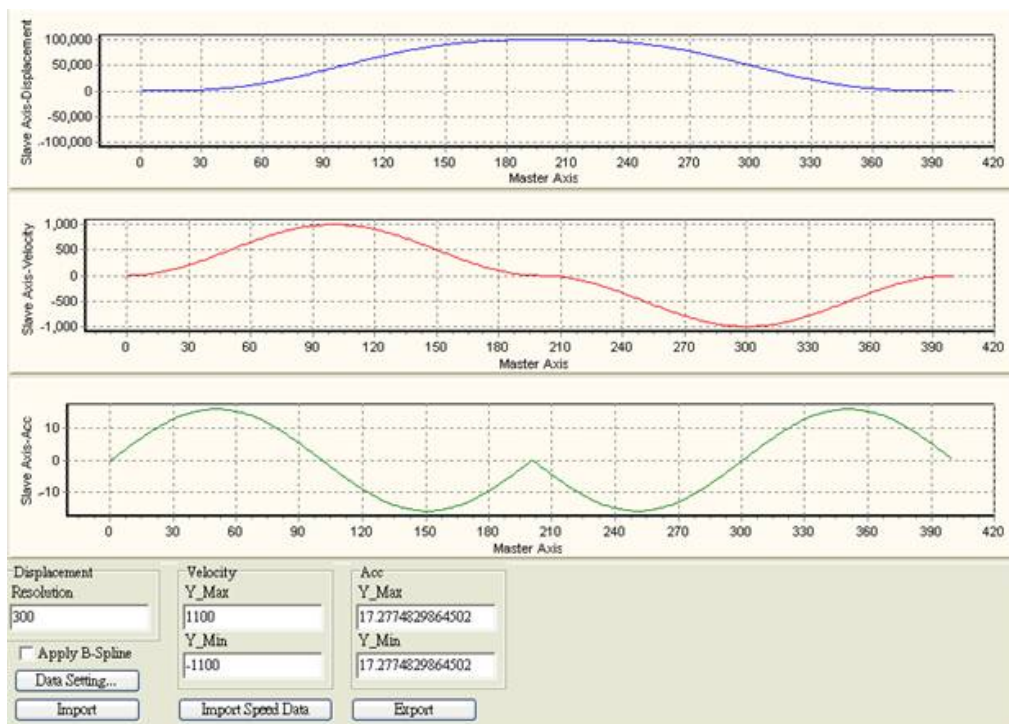 Slave Axis-Displacement
100,000
50,000
0
-50,000
-100,000
0 30 60 90 120 150 180 210 240 270 300 330 360 390 420
Master Axis
Slave Axis-Velocity
1,000
500
0
-500
-1,000
0 30 60 90 120 150 180 210 240 270 300 330 360 390 420
Master Axis
Slave Axis-Acc
10
0
-10
0 30 60 90 120 150 180 210 240 270 300 330 360 390 420
Master Axis
Displacement
Resolution
300
Apply B-Spline
Data Setting...
Import
Velocity
Y_Max
1100
Y_Min
-1100
Import Speed Data
Acc
Y_Max
17.2774829864502
Y_Min
17.2774829864502
Export